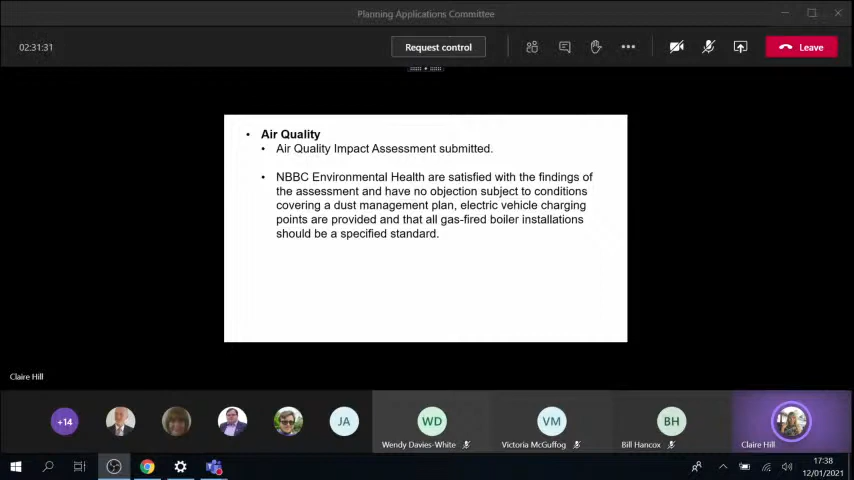 Planning Applications Committee
02:31:31
Request control
Leave
• Air Quality
• Air Quality Impact Assessment submitted.
• NBBC Environmental Health are satisfied with the findings of
the assessment and have no objection subject to conditions
covering a dust management plan, electric vehicle charging
points are provided and that all gas-fired boiler installations
should be a specified standard.
Claire Hill
+14
JA
WD
VM
BH
Wendy Davies-White
Victoria McGuffog
Bill Hancox
Claire Hill
17:38
12/01/2021